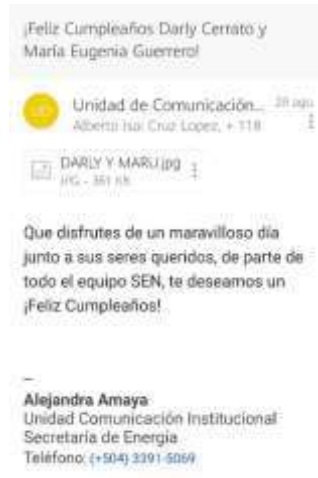 ¡Feliz Cumpleaños Darly Cerrato y
María Eugenia Guerrero!
Unidad de Comunicación... 28 ago
Alberto Isai Cruz Lopez, + 118
DARLY Y MARU.jpg
JPG - 361 KB
Que disfrutes de un maravilloso día
junto a sus seres queridos, de parte de
todo el equipo SEN, te deseamos un
¡Feliz Cumpleaños!
--
Alejandra Amaya
Unidad Comunicación Institucional
Secretaría de Energía
Teléfono: (+504) 3391-5069